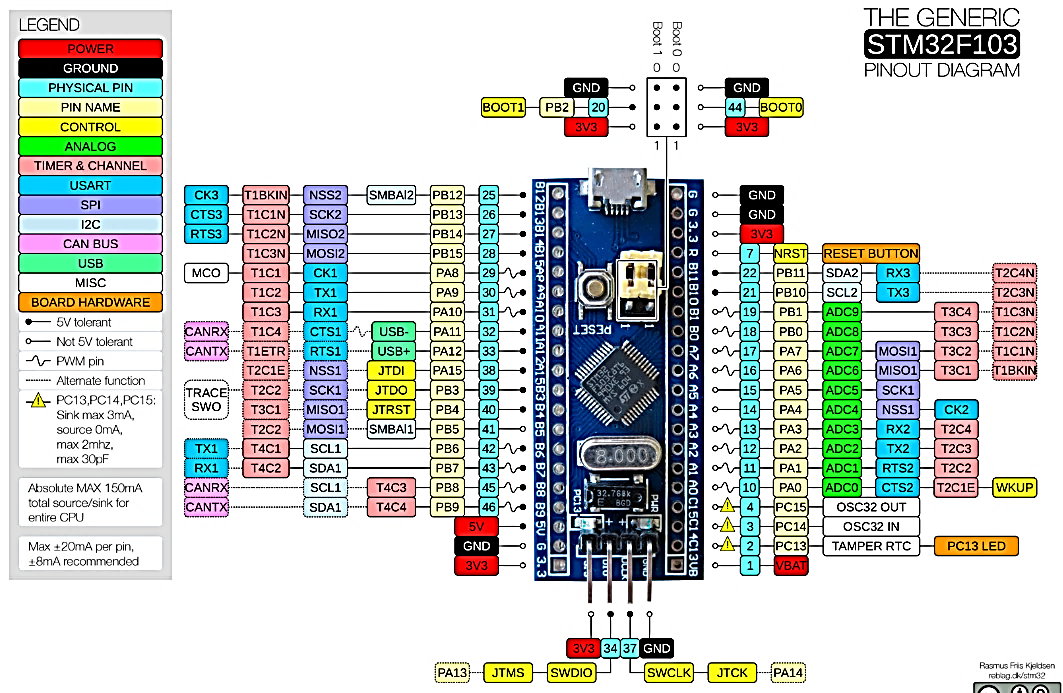 LEGEND
POWER
GROUND
PHYSICAL PIN
PIN NAME
CONTROL
ANALOG
TIMER & CHANNEL
USART
SPI
I2C
CAN BUS
USB
MISC
BOARD HARDWARE
5V tolerant
Not 5V tolerant
PWM pin
Alternate function
PC13,PC14,PC15:
Sink max 3mA,
source 0mA,
max 2mhz,
max 30pF
Absolute MAX 150mA
total source/sink for
entire CPU
Max ±20mA per pin,
±8mA recommended
THE GENERIC
STM32F103
PINOUT DIAGRAM
Boot 1 Boot 0
GND GND
BOOT1 PB2 20 44 BOOT0
3V3 3V3
1 1
CK3 T1BKIN NSS2 SMBAI2 PB12 25
CTS3 T1C1N SCK2 PB13 26
RTS3 T1C2N MISO2 PB14 27
T1C3N MOSI2 PB15 28
MCO T1C1 CK1 PA8 29
T1C2 TX1 PA9 30
T1C3 RX1 PA10 31
CANRX T1C4 CTS1 USB- PA11 32
CANTX T1ETR RTS1 USB+ PA12 33
T2C1E NSS1 JTDI PA15 38
TRACE SWO T2C2 SCK1 JTDO PB3 39
T3C1 MISO1 JTRST PB4 40
T2C2 MOSI1 SMBAI1 PB5 41
TX1 T4C1 SCL1 PB6 42
RX1 T4C2 SDA1 PB7 43
CANRX SCL1 T4C3 PB8 45
CANTX SDA1 T4C4 PB9 46
5V
GND
3V3
GND
GND
3V3
7 NRST RESET BUTTON
22 PB11 SDA2 RX3 T2C4N
21 PB10 SCL2 TX3 T2C3N
19 PB1 ADC9 T3C4 T1C3N
18 PB0 ADC8 T3C3 T1C2N
17 PA7 ADC7 MOSI1 T3C2 T1C1N
16 PA6 ADC6 MISO1 T3C1 T1BKIN
15 PA5 ADC5 SCK1
14 PA4 ADC4 NSS1 CK2
13 PA3 ADC3 RX2 T2C4
12 PA2 ADC2 TX2 T2C3
11 PA1 ADC1 RTS2 T2C2
10 PA0 ADC0 CTS2 T2C1E WKUP
4 PC15 OSC32 OUT
3 PC14 OSC32 IN
2 PC13 TAMPER RTC PC13 LED
1 VBAT
RESET
8.000
32.768k
PC13 PWR
3V3 34 37 GND
PA13 JTMS SWDIO SWCLK JTCK PA14
Rasmus Friis Kjeldsen
reblag.dk/stm32